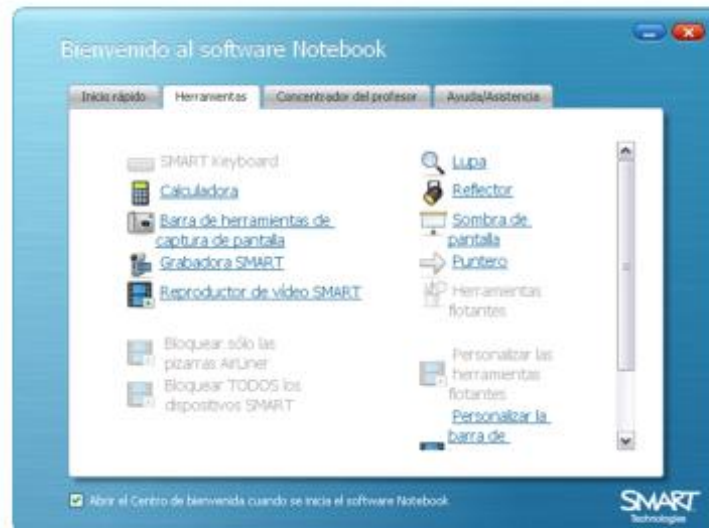 Bienvenido al software Notebook
Inicio rápido
Herramientas
Concentrador del profesor
Ayuda/Asistencia
SMART Keyboard
Calculadora
Barra de herramientas de
captura de pantalla
Grabadora SMART
Reproductor de vídeo SMART
Bloquear sólo las
pizarras AirLiner
Bloquear TODOS los
dispositivos SMART
Lupa
Reflector
Sombra de
pantalla
Puntero
Herramientas
flotantes
Personalizar las
herramientas
flotantes
Personalizar la
barra de
Abrir el Centro de bienvenida cuando se inicia el software Notebook
SMART
Technologies